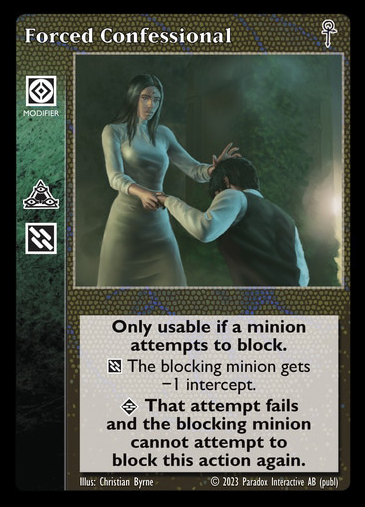 Forced Confessional
MODIFIER
Only usable if a minion
attempts to block.
The blocking minion gets
−1 intercept.
That attempt fails
and the blocking minion
cannot attempt to
block this action again.
Illus: Christian Byrne © 2023 Paradox Interactive AB (publ)